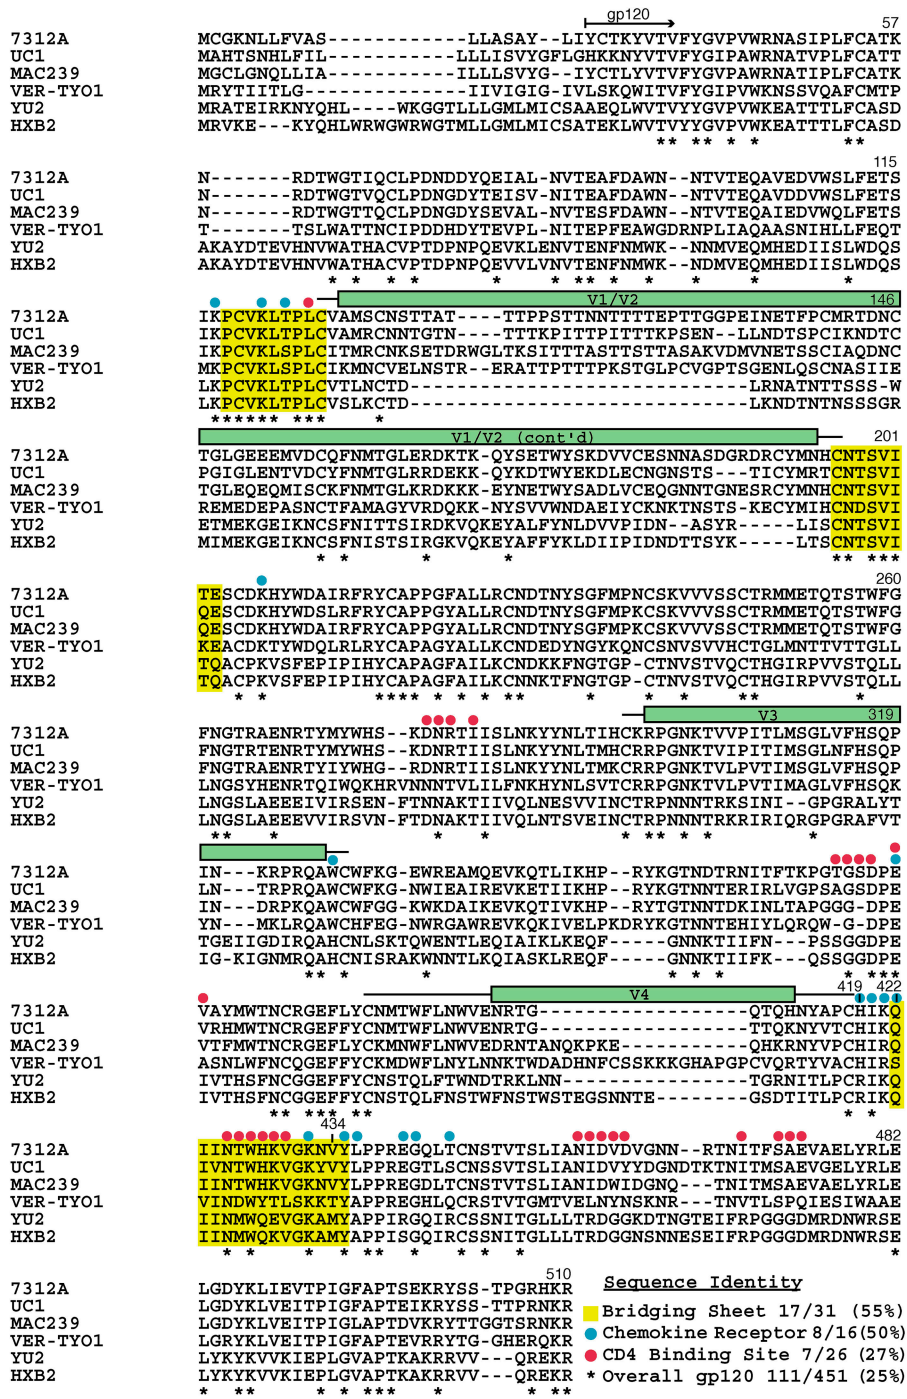 gp120
57
7312A MCGKNLLFVAS------------LLASAY--LIYCTKYVTVFYGVPVWRNASIPLFCATK
UC1 MAHTSNHLFIL------------LLLISVYGFLGHKKNYVTVFYGIPAWRNATVPLFCATT
MAC239 MGCLGNQLLIA------------ILLLSVYG--IYCTLYVTVFYGVPAWRNATIPLFCATK
VER-TYO1 MRYTIITLG--------------IIVIGIGIG-IVLSKQWITVFYGVPVWKNSSVQAFCMTP
YU2 MRATEIRKNYQHL----WKGGTLLLGMLMICSAAEQLWVTVYYGVPVWKEATTTLFCASD
HXB2 MRVKE---KYQHLWRWGWRWGTMLLGMLMICSATEKLWVTVYYGVPVWKEATTTLFCASD
** ** * * **
115
7312A N-------RDTWGTIQCLPDNDDYQEIAL-NVTEAFDAWN--NTVTEQAVEDVWSLFETS
UC1 N-------RDTWGTVQCLPDNGDYTEISV-NITEAFDAWN--NTVTEQAVDDVWSLFETS
MAC239 N-------RDTWGTTQCLPDNGDYSEVAL-NVTESFDAWN--NTVTEQAIEDVWQLFETS
VER-TYO1 T-------TSLWATTNCIPDDHDYTEVPL-NITEPFEAWGDRNPLIAQAASNIHLLFEQT
YU2 AKAYDTEVHNVWATHACVPTDPNPQEVKLENVTENFNMWK--NNMVEQMHEDIISLWDQS
HXB2 AKAYDTEVHNVWATHACVPTDPNPQEVVLVNVTENFNMWK--NDMVEQMHEDIISLWDQS
* * * * * * ** * * * *
V1/V2
146
7312A IKPCVKLTPLCVAMSCNSTTAT----TTPPSTTNNTTTTEPTTGGPEINETFPCMRTDNC
UC1 IKPCVKLTPLCVAMRCNNTGTN----TTTKPITTPITTTKPSEN--LLNDTSPCIKNDTC
MAC239 IKPCVKLSPLCITMRCNKSETDRWGLTKSITTTASTTSTTASAKVDMVNETSSCIAQDNC
VER-TYO1 MKPCVKLSPLCIKMNCVELNSTR--ERATTPTTTPKSTGLPCVGPTSGENLQSCNASIIE
YU2 LKPCVKLTPLCVTLNCTD-----------------------LRNATNTTSSS-W
HXB2 LKPCVKLTPLCVSLKCTD-----------------------LKNDTNTNSSSGR
****** *** *
V1/V2 (cont'd)
201
7312A TGLGEEEMVDCQFNMTGLERDKTK-QYSETWYSKDVVCESNNASDGRDRCYMNHCNTSVI
UC1 PGIGLENTVDCYFNMTGLRRDEKK--QYKDTWYEKDLECNGNSTS---TICYMRTCNTSVI
MAC239 TGLEQEQMISCKFNMTGLKRDKKK-EYNETWYSADLVCEQGNNTGNESRCYMNHCNTSVI
VER-TYO1 REMEDEPASNCTFAMAGYVRDQKK-NYSVVWNDAEIYCKNKTNSTS-KECYMIHCNDSVI
YU2 ETMEKGEIKNCSFNITTSIRDKVQKEYALFYNLDVVPIDN--ASYR----LISCNTSVI
HXB2 MIMEKGEIKNCSFNISTSIRGKVQKEYAFFYKLDIIPIDNDTTSYK-----LTSCNTSVI
* * * * ** ***
260
7312A TESCDKHYWDAIRFRYCAPPGFALLRCNDTNYSGFMPNCSKVVVSSCTRMMETQTSTWFG
UC1 QESCDKHYWDSLRFRYCAPPGFALLRCNDTNYSGFMPKCSKVVVSSCTRMMETQTSTWFG
MAC239 QESCDKHYWDAIRFRYCAPPGYALLRCNDTNYSGFMPKCSKVVVSSCTRMMETQTSTWFG
VER-TYO1 KEACDKTYWDQLRLRYCAPAGYALLKCNDEDYNGYKQNCSNVSVVHCTGLMNTTVTTGLL
YU2 TQACPKVSFEPIPIHYCAPAGFAILKCNDKKFNGTGP-CTNVSTVQCTHGIRPVVSTQLL
HXB2 TQACPKVSFEPIPIHYCAPAGFAILKCNNKTFNGTGP-CTNVSTVQCTHGIRPVVSTQLL
* * **** * * * ** * * * ** *
V3
319
7312A FNGTRAENRTYMYWHS--KDNRTIISLNKYYNLTIHCKRPGNKTVVPITLMSGLVFHSQP
UC1 FNGTRTENRTYMYWHS--KDNRTIISLNKYYNLTMHCRRPGNKTVIPITIMSGLNFHSQP
MAC239 FNGTRAENRTYIYWHG--RDNRTIISLNKYYNLTMKCRRPGNKTVLPVTIMSGLVFHSQP
VER-TYO1 LNGSYHENRTQIWQKHRVNNNTVLILFNKHYNLSVTCRRPGNKTVLPVTIMAGLVFHSQK
YU2 LNGSLAEEEIVIRSEN-FTNNAKTIIVQLNESVVINCTRPNNNTRKSINI--GPGRALYT
HXB2 LNGSLAEEEVVIRSVN-FTDNAKTIIVQLNTSVEINCTRPNNNTRKRIRIQRGPGRAFVT
** * * * * ** * * *
7312A IN---KRPRQAWCWFKG-EWREAMQEVKQTLIKHP--RYKGTNDTRNITFTKPGTGSDPE
UC1 LN---TRPRQAWCWFKG-NWIEAIREVKETIIKHP--RYKGTNNTERIRLVGPSAGSDPE
MAC239 IN---DRPKQAWCWFGG-KWKDAIKEVKQTIVKHP--RYTGTNNTDKINLTAPGGG-DPE
VER-TYO1 YN---MKLRQAWCHFEG-NWRGAWREVKQKIVELPKDRYKGTNNTEHIYLQRQW-G-DPE
YU2 TGEIIGDIRQAHCNLSKTQWENTLEQIAIKLKEQF----GNNKTIIFN---PSSGGDPE
HXB2 IG-KIGNMRQAHCNISRAKWNNTLKQIASKLREQF----GNNKTIIFK---QSSGGDPE
** * * * * * * ***
V4
419 422
7312A VAYMWTNCRGEFLYCNMTWFLNWVENRTG------------------QTQHNYAPCHIKQ
UC1 VRHMWTNCRGEFLYCNMTWFLNWVENRTG------------------TTQKNYVTCHIKQ
MAC239 VTFMWTNCRGEFLYCKMNWFLNWVEDRNTANQKPKE-----------QHKRNYVPCHIRQ
VER-TYO1 ASNLWFNCQGEFFYCKMDWFLNYLNNKTWDADHNFCSSKKKGHAPGPCVQRTYVACHIRS
YU2 IVTHSFNCGGEFFYCNSTQLFTWNDTRKLNN----------------TGRNITLPCRIKQ
HXB2 IVTHSFNCGGEFFYCNSTQLFNSTWFNSTWSTEGSNNTE--------GSDTITLPCRIKQ
** *** ** * *
434
482
7312A IINTWHKVGKNVYLPPREGQLTCNSTVTSLIANIDVDVGNN--RTNITFSAEVAELYRLE
UC1 IVNTWHKVGKYVYLPPREGTLSCNSSVTSLIANIDVYYDGNDTKTNITMSAEVGELYRLE
MAC239 IINTWHKVGKNVYLPPREGDLTCNSTVTSLIANIDWIDGNQ---TNITMSAEVAELYRLE
VER-TYO1 VINDWYTLSKKTYAPPREGHLQCRSTVTGMTVELNYNSKNR---TNVTLSPQIESIWAAE
YU2 IINMWQEVGKAMYAPPIRGQIRCSSNITGLLLTRDGGKDTNGTEIFRPGGGDMRDNWRSE
HXB2 IINMWQKVGKAMYAPPISGQIRCSSNITGLLLTRDGGNSNNESEIFRPGGGDMRDNWRSE
* * * * ** * * * * *
510
7312A LGDYKLIEVTPIGFAPTSEKRYSS-TPGRHKR
UC1 LGDYKLVEITPIGFAPTSEKRYSS-TTPRNKR
MAC239 LGDYKLVEITPIGLAPTDVKRYTTGGTSRNKR
VER-TYO1 LGRYKLVEITPIGFAPTEVRRYTG-GHERQKR
YU2 LYKYKVVKIEPLGVAPTKAKRRVV---QREKR
HXB2 LYKYKVVKIEPLGVAPTKAKRRVV---QREKR
* ** * * *** * * **
Sequence Identity
Bridging Sheet 17/31 (55%)
Chemokine Receptor 8/16 (50%)
CD4 Binding Site 7/26 (27%)
* Overall gp120 111/451 (25%)